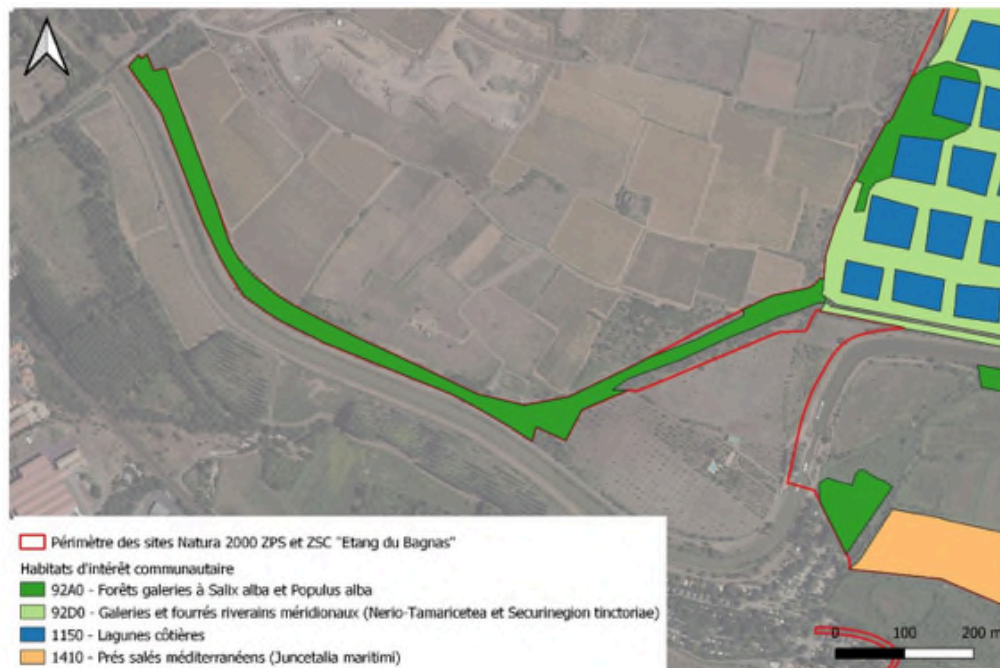 Périmètre des sites Natura 2000 ZPS et ZSC "Etang du Bagnas"
Habitats d'intérêt communautaire
92A0 - Forêts galeries à Salix alba et Populus alba
92D0 - Galeries et fourrés riverains méridionaux (Nerio-Tamaricetea et Securinegion tinctoriae)
1150 - Lagunes côtières
1410 - Prés salés méditerranéens (Juncetalia maritimi)
0 100 200 m